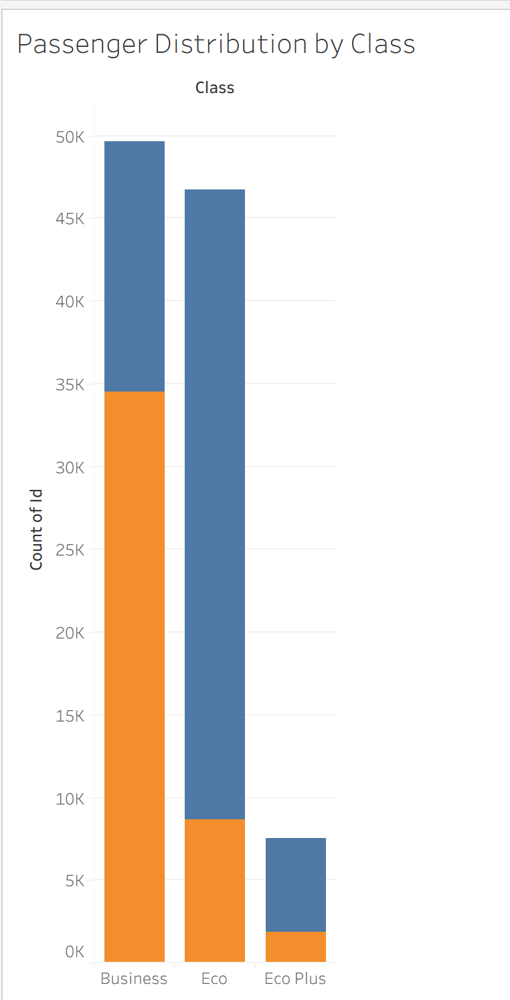 Passenger Distribution by Class
Class
50K
45K
40K
35K
30K
25K
20K
15K
10K
5K
0K
Count of Id
Business
Eco
Eco Plus